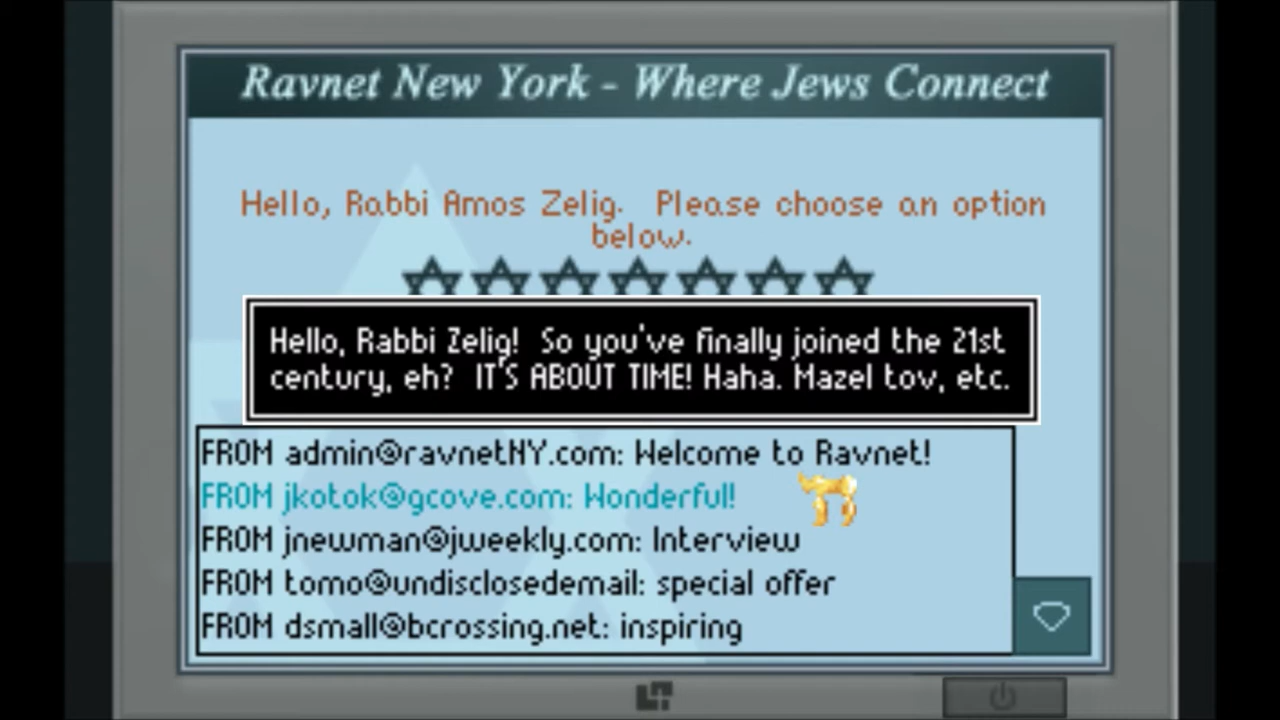 Ravnet New York - Where Jews Connect
Hello, Rabbi Amos Zelig. Please choose an option
below.
Hello, Rabbi Zelig! So you've finally joined the 21st
century, eh? IT'S ABOUT TIME! Haha. Mazel tov, etc.
FROM admin@ravnetNY.com: Welcome to Ravnet!
FROM jkotok@gcove.com: Wonderful!
FROM jnewman@jweekly.com: Interview
FROM tomo@undisclosedemail: special offer
FROM dsmall@bcrossing.net: inspiring